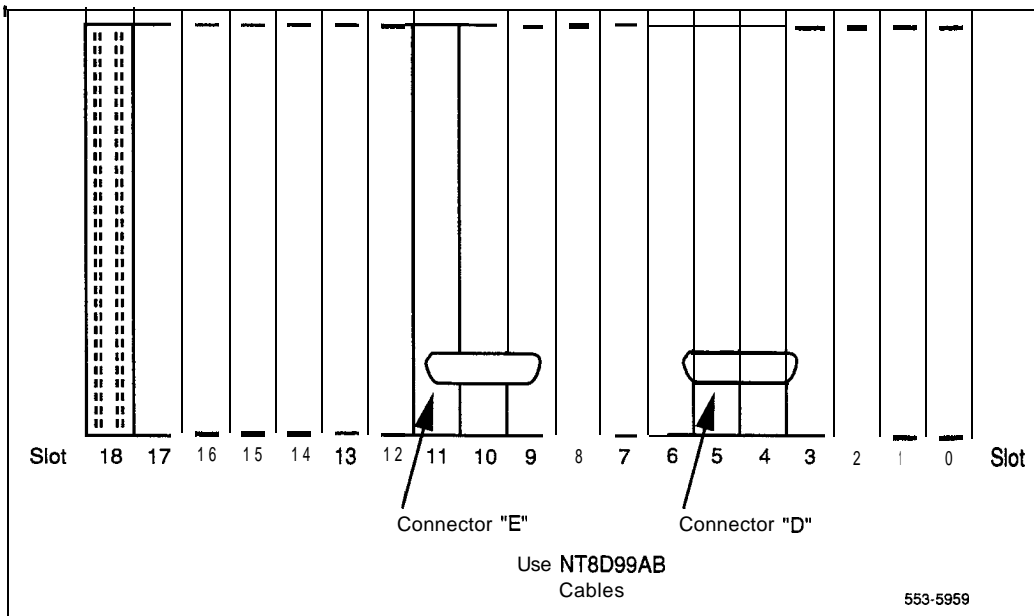 Slot 18 17 16 15 14 13 12 11 10 9 8 7 6 5 4 3 2 1 0 Slot
Connector "E" Connector "D"
Use NT8D99AB
Cables
553-5959